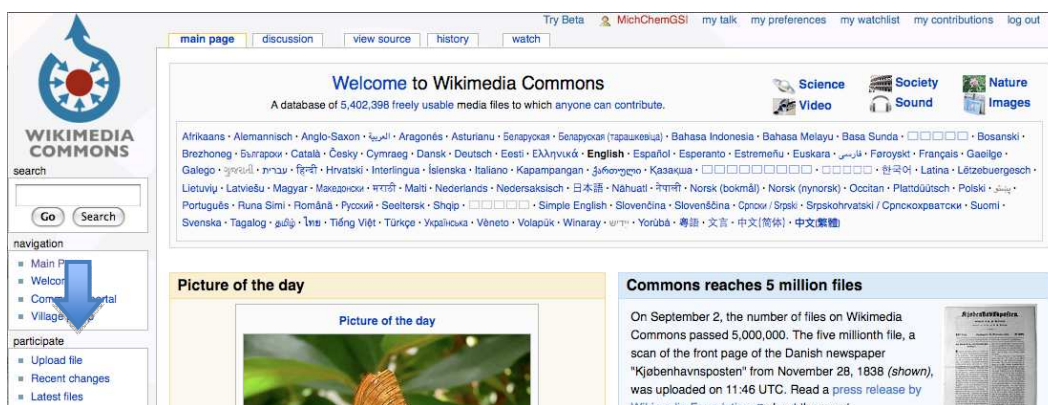 Try Beta MichChemGSI my talk my preferences my watchlist my contributions log out
main page discussion view source history watch
WIKIMEDIA
COMMONS
search
Go Search
navigation
Main P
Welcom
Com tal
Village
participate
Upload file
Recent changes
Latest files
Welcome to Wikimedia Commons
A database of 5,402,398 freely usable media files to which anyone can contribute.
Science Society Nature
Video Sound Images
Afrikaans · Alemannisch · Anglo-Saxon · العربية · Aragonés · Asturianu · Беларуская · Беларуская (тарашкевіца) · Bahasa Indonesia · Bahasa Melayu · Basa Sunda · Bosanski ·
Brezhoneg · Български · Català · Česky · Cymraeg · Dansk · Deutsch · Eesti · Ελληνικά · English · Español · Esperanto · Estremeñu · Euskara · فارسی · Føroyskt · Français · Gaeilge ·
Galego · ગુજરાતી · עברית · हिन्दी · Hrvatski · Interlingua · Íslenska · Italiano · Kapampangan · ქართული · Қазақша · 한국어 · Latina · Lëtzebuergesch ·
Lietuvių · Latviešu · Magyar · Македонски · मराठी · Malti · Nederlands · Nedersaksisch · 日本語 · Nāhuatl · नेपाली · Norsk (bokmål) · Norsk (nynorsk) · Occitan · Plattdüütsch · Polski · پښتو ·
Português · Runa Simi · Română · Русский · Seeltersk · Shqip · Simple English · Slovenčina · Slovenščina · Српски / Srpski · Srpskohrvatski / Српскохрватски · Suomi ·
Svenska · Tagalog · தமிழ் · ไทย · Tiếng Việt · Türkçe · Українська · Vèneto · Volapük · Winaray · ייִדיש · Yorùbá · 粵語 · 文言 · 中文(简体) · 中文(繁體)
Picture of the day
Picture of the day
Commons reaches 5 million files
On September 2, the number of files on Wikimedia
Commons passed 5,000,000. The five millionth file, a
scan of the front page of the Danish newspaper
"Kjøbenhavnsposten" from November 28, 1838 (shown),
was uploaded on 11:46 UTC. Read a press release by
Kjøbenhavnsposten.